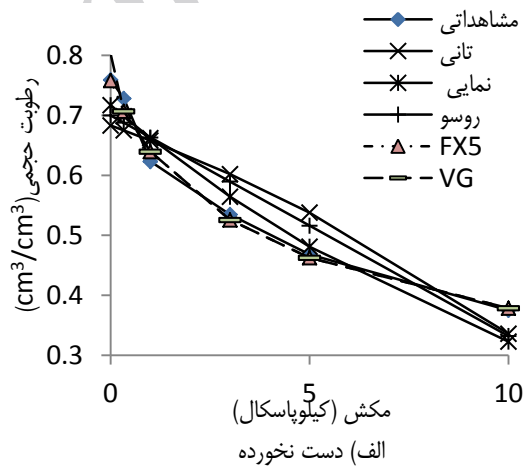 مشاهداتی
تانی
نمایی
روسو
FX5
VG
رطوبت حجمی (cm³/cm³)
0.8
0.7
0.6
0.5
0.4
0.3
0 5 10
مکش (کیلوپاسکال)
الف) دست نخورده